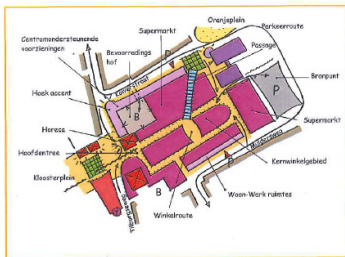 Oranjeplein
Supermarkt
Parkeerroute
Centrumondersteunende
voorzieningen
Bevoorradings
hof
Passage
Hoek accent
Bronpunt
P
B
Horeca
Supermarkt
Hoofdentree
Kloosterplein
Kernwinkelgebied
B
B
Woon-Werk ruimtes
Winkelroute